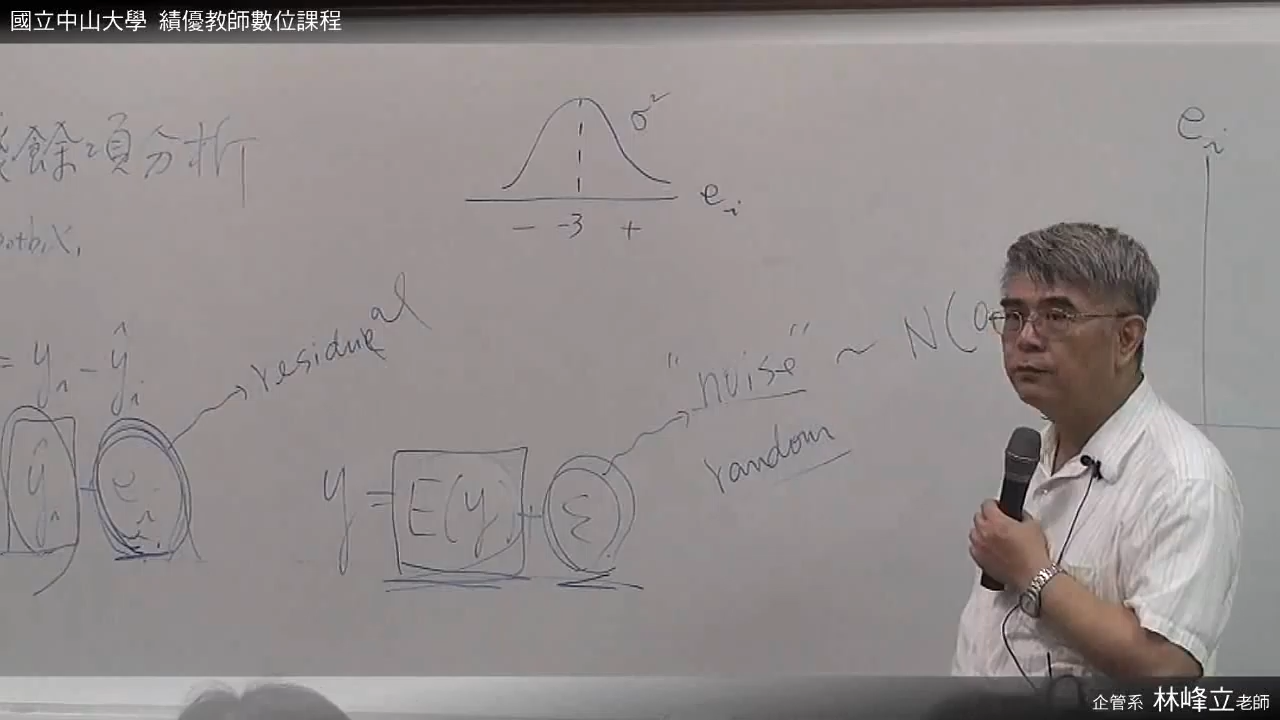 國立中山大學 績優教師數位課程
餘項分析
σ²
e_i
− -3 +
e_i
= y_i - ŷ_i
residual
ŷ_i + e_i
y = E(y) + ε
"noise" ~ N(0
random
企管系 林峰立老師